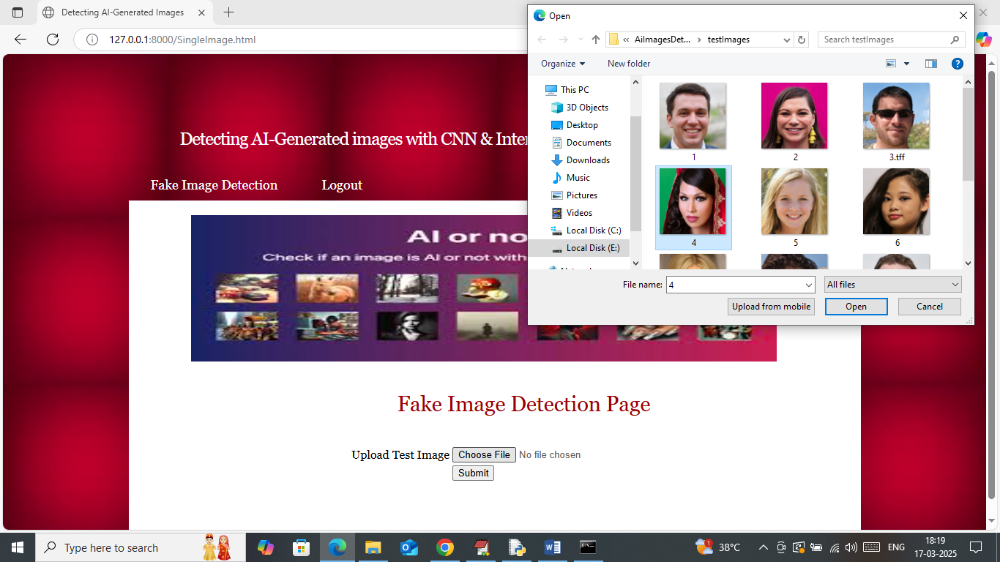 Detecting AI-Generated Images
127.0.0.1:8000/SingleImage.html
Detecting AI-Generated images with CNN & Inter
Fake Image Detection
Logout
AI or no
Check if an image is AI or not with
Fake Image Detection Page
Upload Test Image Choose File No file chosen
Submit
Open
« AiImagesDet... › testImages
Search testImages
Organize
New folder
This PC
3D Objects
Desktop
Documents
Downloads
Music
Pictures
Videos
Local Disk (C:)
Local Disk (E:)
1
2
3.tff
4
5
6
File name: 4
All files
Upload from mobile
Open
Cancel
Type here to search
1
38°C
ENG
18:19
17-03-2025